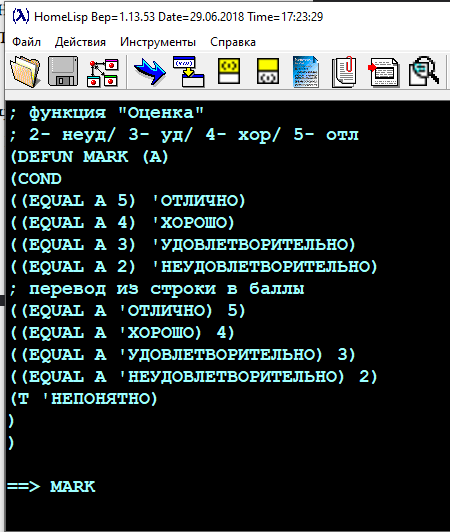 HomeLisp Вер=1.13.53 Date=29.06.2018 Time=17:23:29
Файл Действия Инструменты Справка
; функция "Оценка"
; 2- неуд/ 3- уд/ 4- хор/ 5- отл
(DEFUN MARK (A)
(COND
((EQUAL A 5) 'ОТЛИЧНО)
((EQUAL A 4) 'ХОРОШО)
((EQUAL A 3) 'УДОВЛЕТВОРИТЕЛЬНО)
((EQUAL A 2) 'НЕУДОВЛЕТВОРИТЕЛЬНО)
; перевод из строки в баллы
((EQUAL A 'ОТЛИЧНО) 5)
((EQUAL A 'ХОРОШО) 4)
((EQUAL A 'УДОВЛЕТВОРИТЕЛЬНО) 3)
((EQUAL A 'НЕУДОВЛЕТВОРИТЕЛЬНО) 2)
(T 'НЕПОНЯТНО)
)
)
==> MARK